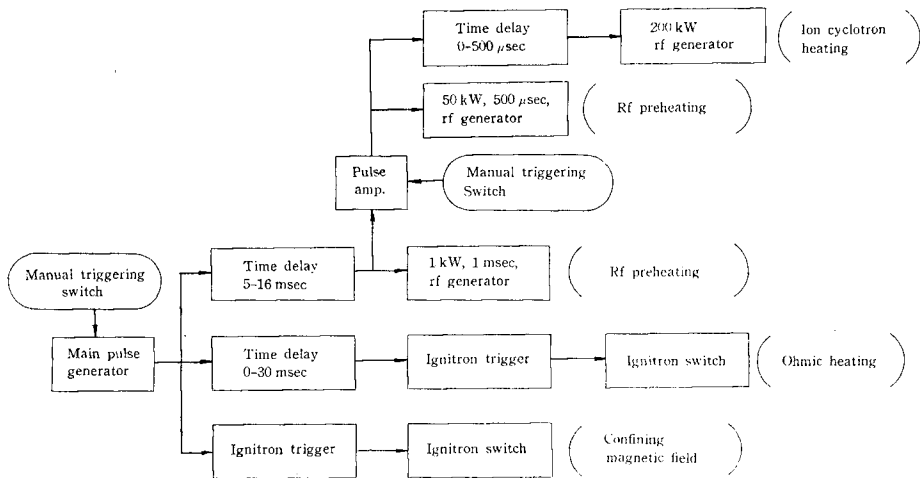 Time delay
0-500 μsec
200 kW
rf generator
Ion cyclotron
heating
50 kW, 500 μsec,
rf generator
Rf preheating
Pulse
amp.
Manual triggering
Switch
Manual triggering
switch
Time delay
5-16 msec
1 kW, 1 msec,
rf generator
Rf preheating
Main pulse
generator
Time delay
0-30 msec
Ignitron trigger
Ignitron switch
Ohmic heating
Ignitron trigger
Ignitron switch
Confining
magnetic field